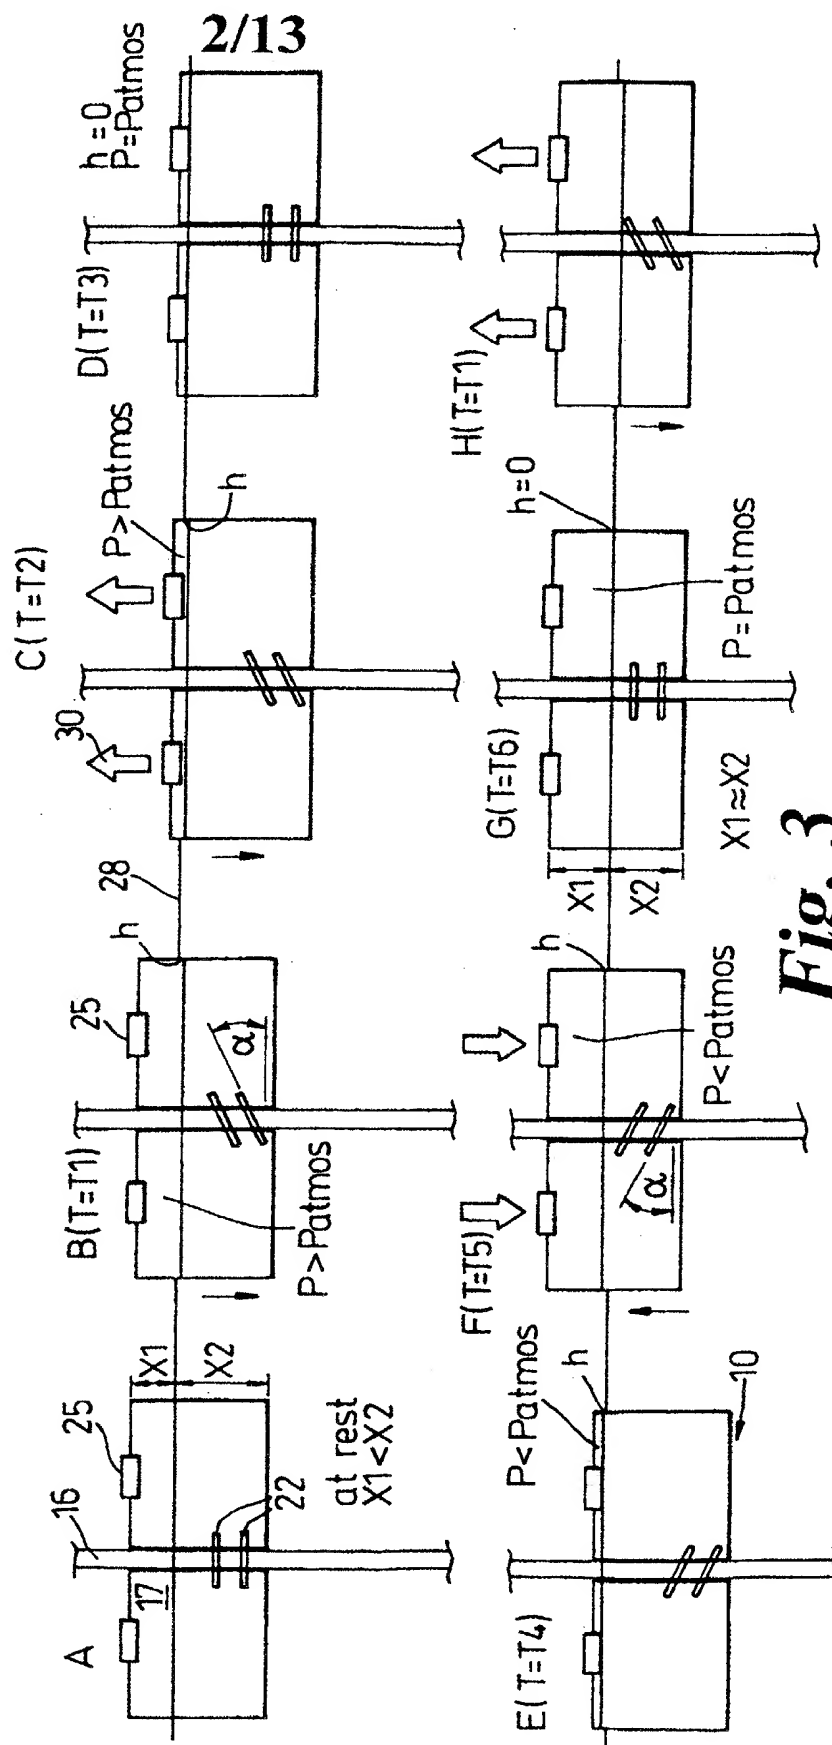 2/13
A
16
17
25
X1
X2
22
at rest
X1<X2
B(T=T1)
25
h
α
P>Patmos
28
C(T=T2)
30
P>Patmos
h
D(T=T3)
h=0
P=Patmos
E(T=T4)
P<Patmos
h
10
F(T=T5)
h
α
P<Patmos
G(T=T6)
h=0
X1
X2
P=Patmos
X1≈X2
H(T=T1)
Fig. 3